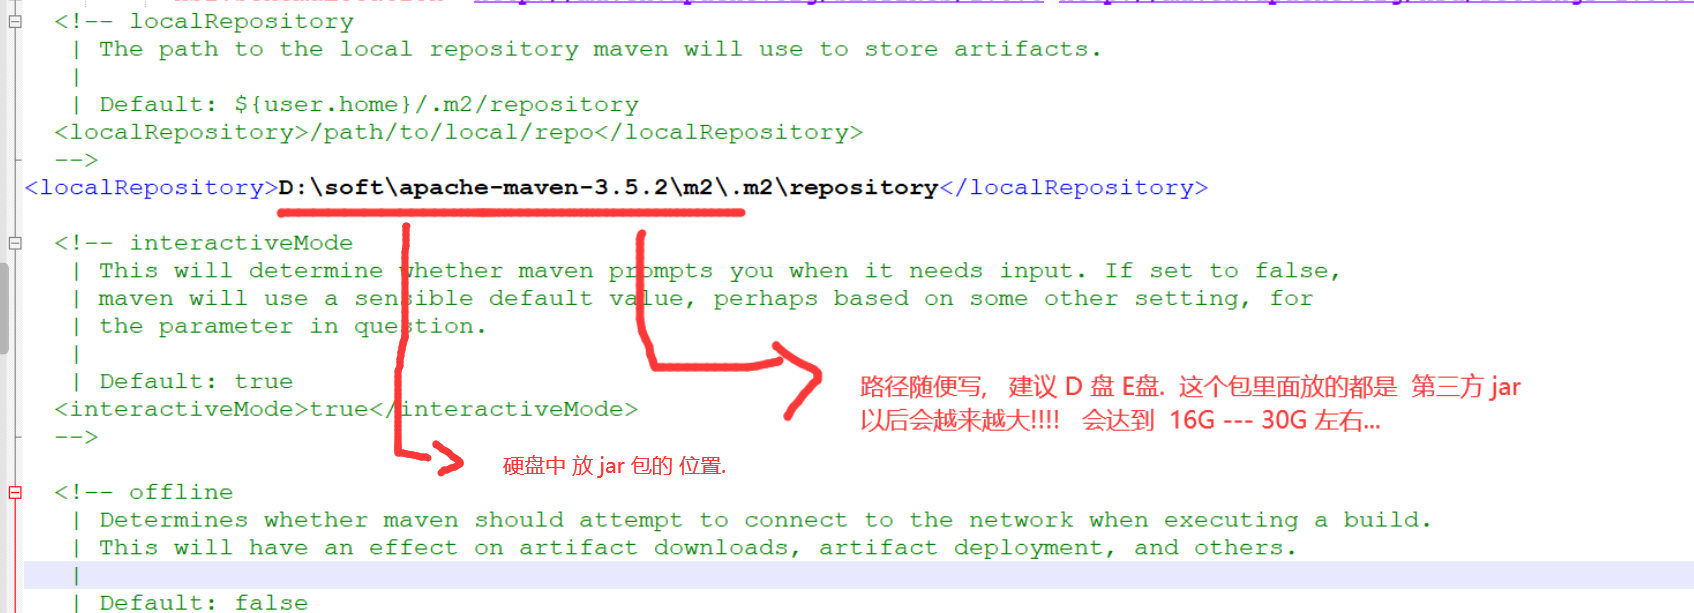 <!-- localRepository
| The path to the local repository maven will use to store artifacts.
|
| Default: ${user.home}/.m2/repository
<localRepository>/path/to/local/repo</localRepository>
-->
<localRepository>D:\soft\apache-maven-3.5.2\m2\.m2\repository</localRepository>
<!-- interactiveMode
| This will determine whether maven prompts you when it needs input. If set to false,
| maven will use a sensible default value, perhaps based on some other setting, for
| the parameter in question.
|
| Default: true
路径随便写, 建议 D 盘 E盘. 这个包里面放的都是 第三方 jar
<interactiveMode>true</interactiveMode>
以后会越来越大!!!! 会达到 16G --- 30G 左右...
-->
硬盘中 放 jar 包的 位置.
<!-- offline
| Determines whether maven should attempt to connect to the network when executing a build.
| This will have an effect on artifact downloads, artifact deployment, and others.
|
| Default: false